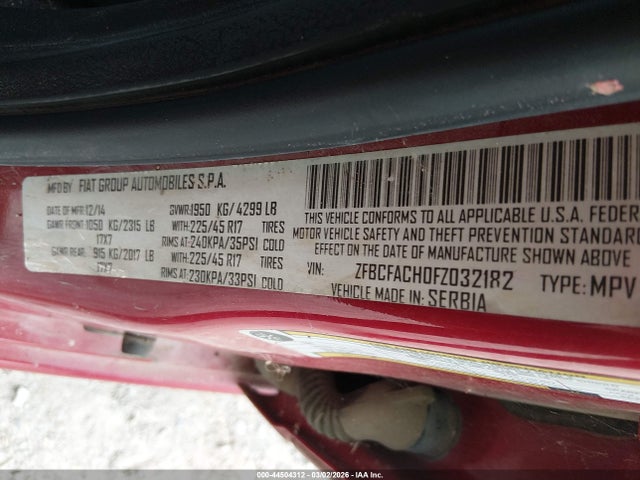 MFD BY FIAT GROUP AUTOMOBILES S.P.A.
DATE OF MFR 12/14 GVWR 1950 KG/ 4299 LB
GAWR FRONT: 1050 KG/2315 LB WITH 225/45 R17 TIRES
17X7 RIMS AT 240KPA/35PSI COLD
GAWR REAR: 915 KG/2017 LB WITH 225/45 R17 TIRES
17X7 RIMS AT 230KPA/33PSI COLD
THIS VEHICLE CONFORMS TO ALL APPLICABLE U.S.A. FEDER
MOTOR VEHICLE SAFETY AND THEFT PREVENTION STANDAR
EFFECT ON THE DATE OF MANUFACTURE SHOWN ABOVE
VIN: ZFBCFACH0FZ032182 TYPE: MPV
VEHICLE MADE IN: SERBIA
000-44504312 - 03/02/2026 - IAA Inc.